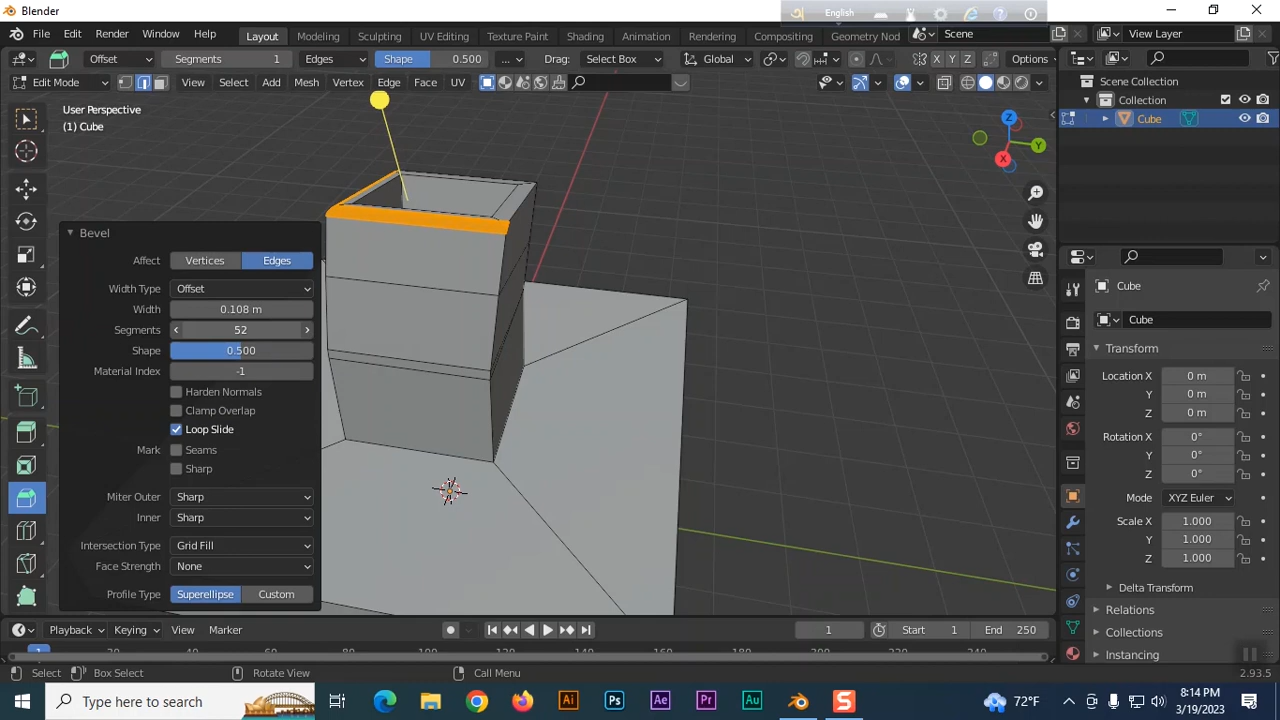 Blender
English
File Edit Render Window Help Layout Modeling Sculpting UV Editing Texture Paint Shading Animation Rendering Compositing Geometry Nod Scene View Layer
Offset Segments 1 Edges Shape 0.500 ... Drag: Select Box Global X Y Z Options
Edit Mode View Select Add Mesh Vertex Edge Face UV
User Perspective
(1) Cube
Scene Collection
Collection
Cube
Z
Y
X
Bevel
Affect Vertices Edges
Width Type Offset
Width 0.108 m
Segments 52
Shape 0.500
Material Index -1
Harden Normals
Clamp Overlap
Loop Slide
Mark Seams
Sharp
Miter Outer Sharp
Inner Sharp
Intersection Type Grid Fill
Face Strength None
Profile Type Superellipse Custom
Cube
Cube
Transform
Location X 0 m
Y 0 m
Z 0 m
Rotation X 0°
Y 0°
Z 0°
Mode XYZ Euler
Scale X 1.000
Y 1.000
Z 1.000
Delta Transform
Relations
Collections
Instancing
Playback Keying View Marker 1 Start 1 End 250
Select Box Select Rotate View Call Menu 2.93.5
Type here to search Ai Ps Ae Pr Au S 72°F 6:14 PM
3/19/2023